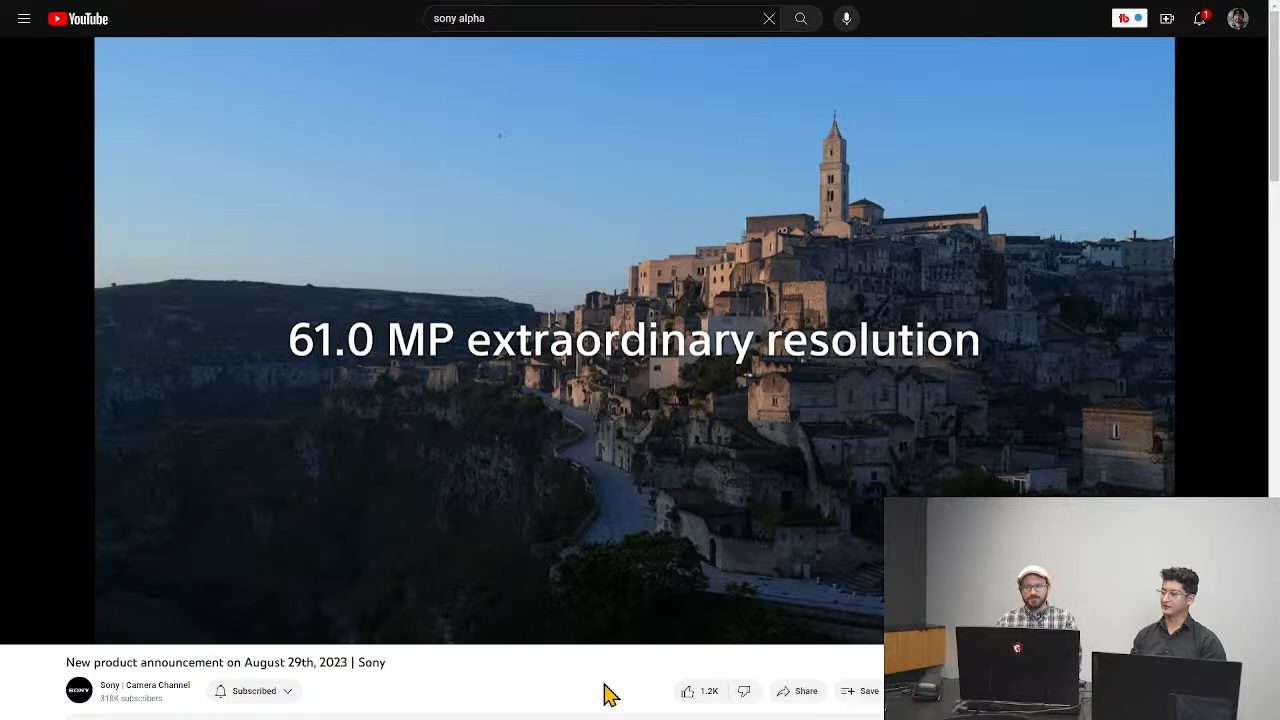 YouTube
sony alpha
1
61.0 MP extraordinary resolution
New product announcement on August 29th, 2023 | Sony
SONY
Sony | Camera Channel
318K subscribers
Subscribed
1.2K
Share
Save